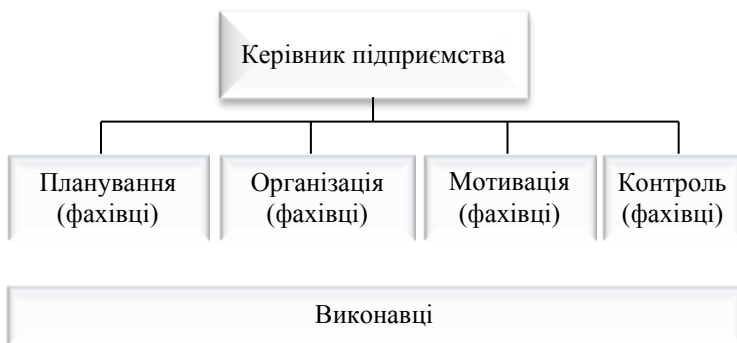 Керівник підприємства
Планування
(фахівці)
Організація
(фахівці)
Мотивація
(фахівці)
Контроль
(фахівці)
Виконавці